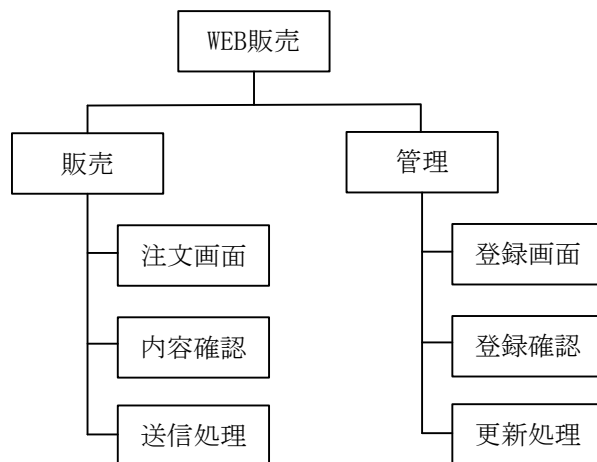 WEB販売
販売
管理
注文画面
登録画面
内容確認
登録確認
送信処理
更新処理